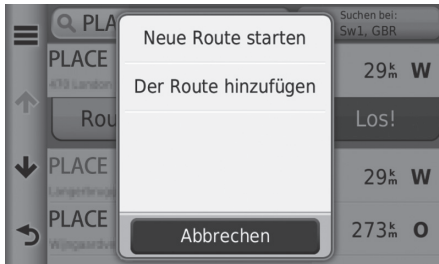 PLA
Suchen bei:
Sw1, GBR
Neue Route starten
PLACE
29 km W
Der Route hinzufügen
Rou
Los!
PLACE
29 km W
PLACE
273 km O
Abbrechen